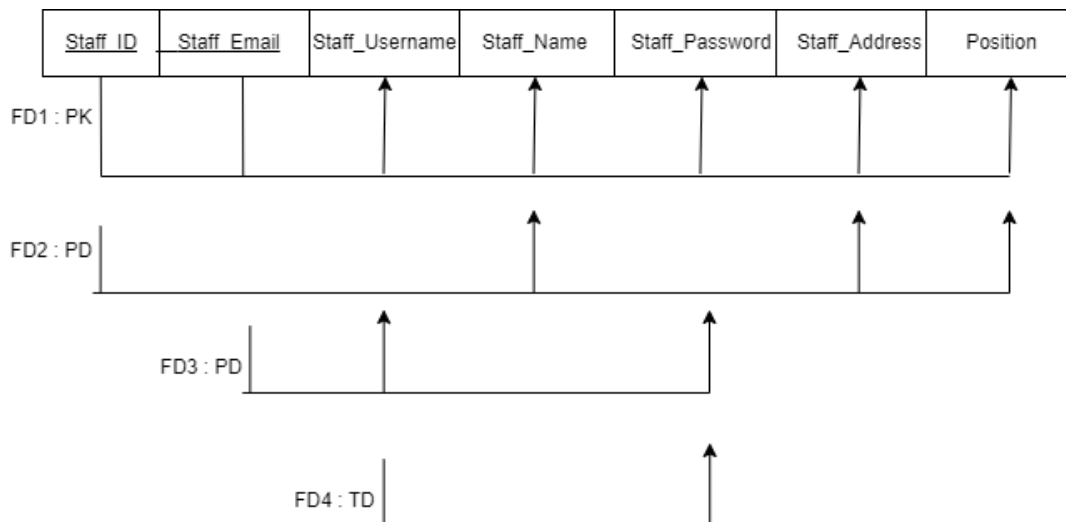 Staff_ID Staff_Email Staff_Username Staff_Name Staff_Password Staff_Address Position
FD1 : PK
FD2 : PD
FD3 : PD
FD4 : TD